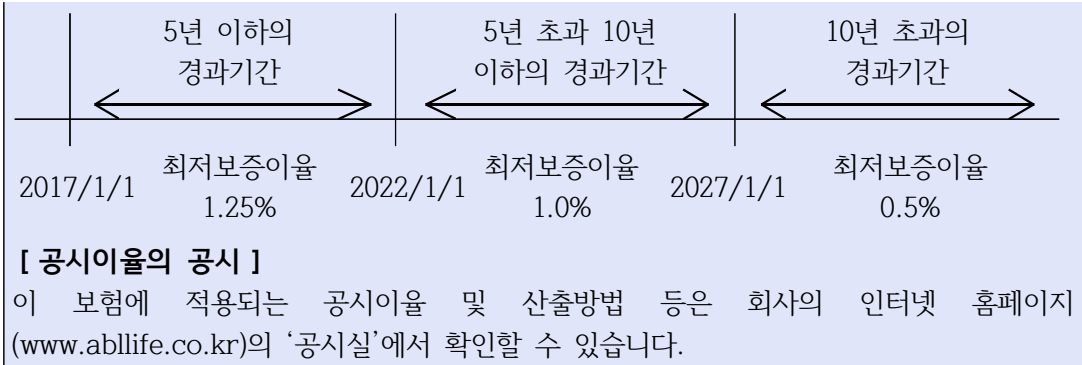 5년 이하의 5년 초과 10년 10년 초과의
경과기간 이하의 경과기간 경과기간
2017/1/1 최저보증이율 2022/1/1 최저보증이율 2027/1/1 최저보증이율
1.25% 1.0% 0.5%
[ 공시이율의 공시 ]
이 보험에 적용되는 공시이율 및 산출방법 등은 회사의 인터넷 홈페이지
(www.abllife.co.kr)의 ‘공시실’에서 확인할 수 있습니다.